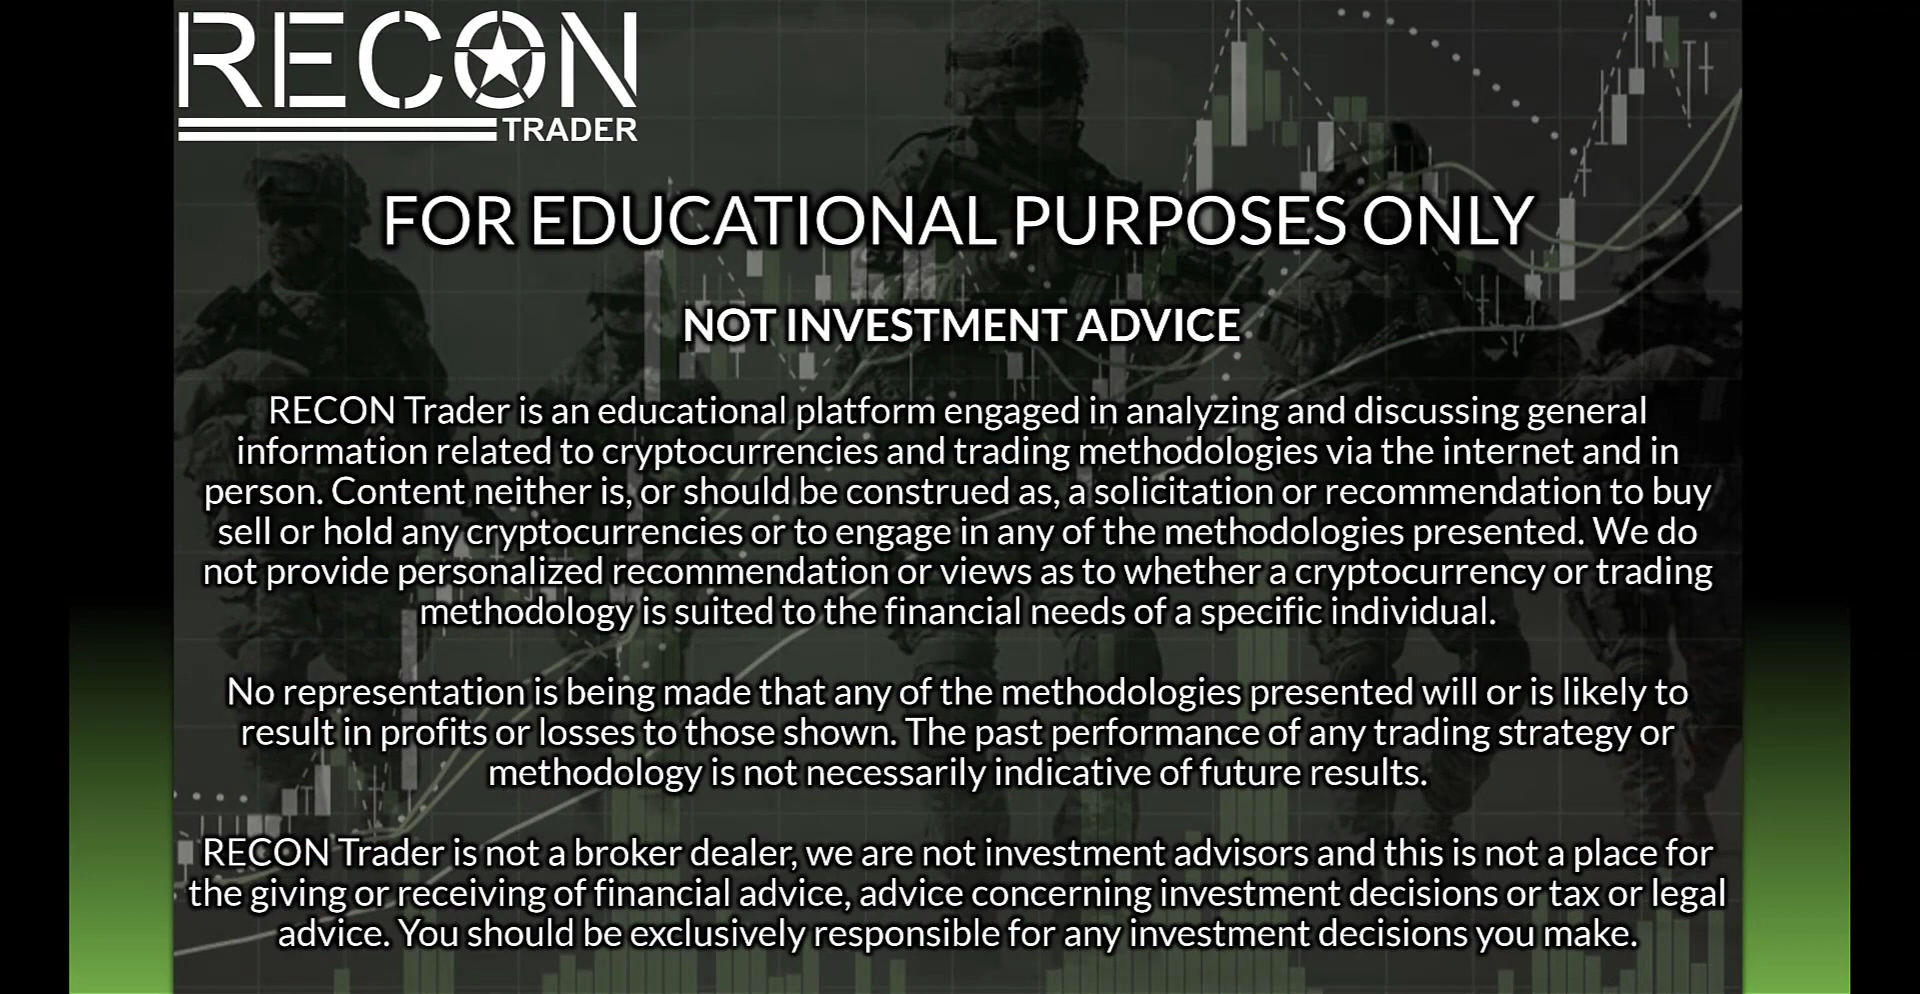 RECON
TRADER
FOR EDUCATIONAL PURPOSES ONLY
NOT INVESTMENT ADVICE
RECON Trader is an educational platform engaged in analyzing and discussing general
information related to cryptocurrencies and trading methodologies via the internet and in
person. Content neither is, or should be construed as, a solicitation or recommendation to buy
sell or hold any cryptocurrencies or to engage in any of the methodologies presented. We do
not provide personalized recommendation or views as to whether a cryptocurrency or trading
methodology is suited to the financial needs of a specific individual.
No representation is being made that any of the methodologies presented will or is likely to
result in profits or losses to those shown. The past performance of any trading strategy or
methodology is not necessarily indicative of future results.
RECON Trader is not a broker dealer, we are not investment advisors and this is not a place for
the giving or receiving of financial advice, advice concerning investment decisions or tax or legal
advice. You should be exclusively responsible for any investment decisions you make.